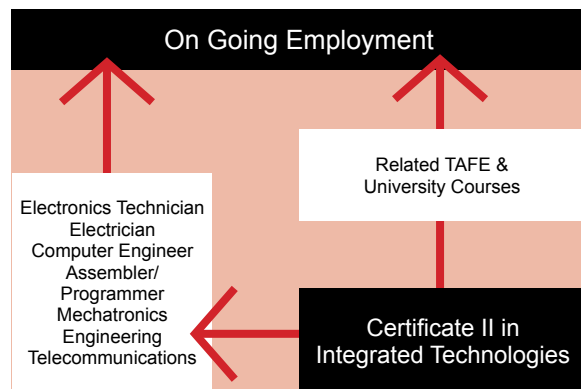 On Going Employment
Related TAFE &
University Courses
Electronics Technician
Electrician
Computer Engineer
Assembler/
Programmer
Mechatronics
Engineering
Telecommunications
Certificate II in
Integrated Technologies